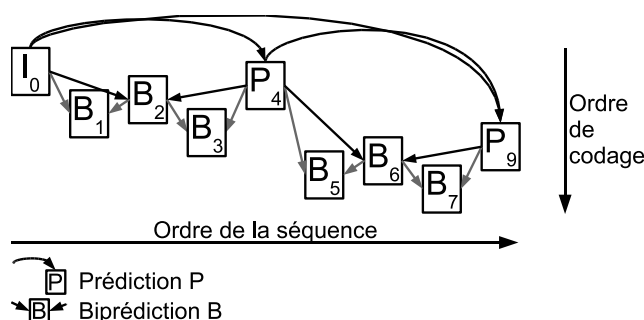 I0
B1
B2
B3
P4
B5
B6
B7
P9
Ordre
de
codage
Ordre de la séquence
P Prédiction P
B Biprédiction B